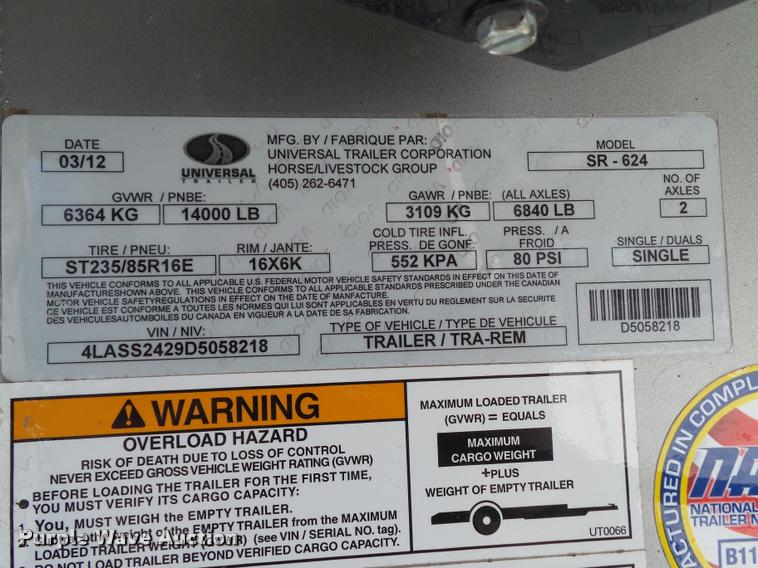 DATE
03/12
UNIVERSAL
TRAILER
MFG. BY / FABRIQUE PAR:
UNIVERSAL TRAILER CORPORATION
HORSE/LIVESTOCK GROUP
(405) 262-6471
MODEL
SR - 624
GVWR / PNBE:
6364 KG 14000 LB
GAWR / PNBE: (ALL AXLES)
3109 KG 6840 LB
NO. OF
AXLES
2
TIRE / PNEU:
ST235/85R16E
RIM / JANTE:
16X6K
COLD TIRE INFL.
PRESS. DE GONF.
552 KPA
PRESS. / A
FROID
80 PSI
SINGLE / DUALS
SINGLE
THIS VEHICLE CONFORMS TO ALL APPLICABLE U.S. FEDERAL MOTOR VEHICLE SAFETY STANDARDS IN EFFECT ON THIS DATE OF
MANUFACTURESHOWN ABOVE. THIS VEHICLE CONFORMS TO ALL APPLICABLE STANDARDS PRESCRIBED UNDER THE CANADIAN
MOTOR VEHICLE SAFETYREGULATIONS IN EFFECT ON THE DATE OF MANFACTURE.
CE VEHICULE EST CONFORME A TOUTES LES NORMES QUI LUI SONT APPLICABLES EN VERTU DU REGLEMENT SUR LA SECURITE
DES VEHICULESAUTOMBOILES DU CANADA EN VIGUEUR A LA DATE DE SA FABRICATION.
D5058218
VIN / NIV:
4LASS2429D5058218
TYPE OF VEHICLE / TYPE DE VEHICULE
TRAILER / TRA-REM
WARNING
OVERLOAD HAZARD
RISK OF DEATH DUE TO LOSS OF CONTROL
NEVER EXCEED GROSS VEHICLE WEIGHT RATING (GVWR)
BEFORE LOADING THE TRAILER FOR THE FIRST TIME,
YOU MUST VERIFY ITS CARGO CAPACITY:
1. YOU, MUST WEIGH THE EMPTY TRAILER.
weight of the EMPTY TRAILER from the MAXIMUM
LOADED TRAILER WEIGHT (GVWR) (see VIN / SERIAL NO. tag).
DO NOT LOAD TRAILER BEYOND VERIFIED CARGO CAPACITY.
MAXIMUM LOADED TRAILER
(GVWR) = EQUALS
MAXIMUM
CARGO WEIGHT
+PLUS
WEIGHT OF EMPTY TRAILER
UT0066
NATIONAL
TRAILER
B11
Purple Wave Auction